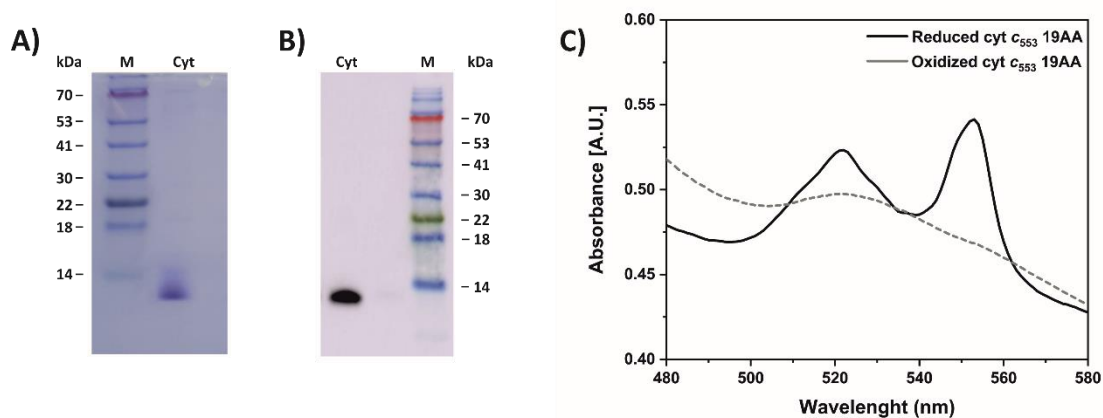 A)
kDa M Cyt
70
53
41
30
22
18
14
B)
Cyt M kDa
70
53
41
30
22
18
14
C)
0.60
0.55
0.50
0.45
0.40
Absorbance [A.U.]
Reduced cyt c553 19AA
Oxidized cyt c553 19AA
480 500 520 540 560 580
Wavelenght (nm)